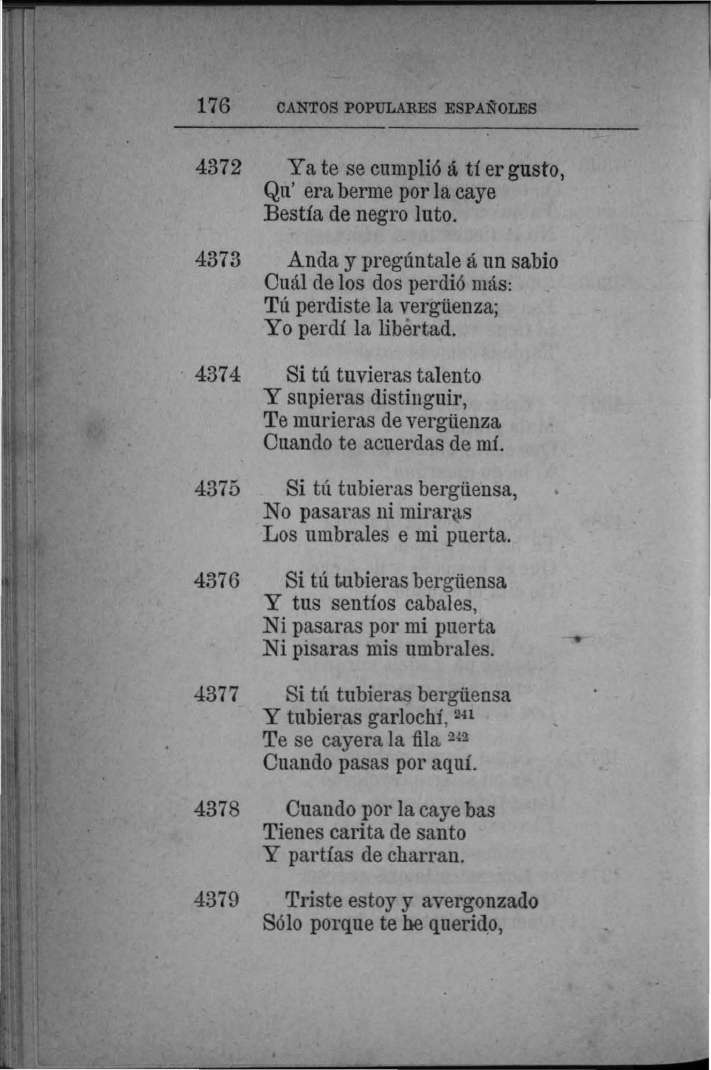 176 CANTOS POPULARES ESPAÑOLES
4372 Ya te se cumplió á tí er gusto,
Qu' era berme por la caye
Bestía de negro luto.
4373 Anda y pregúntale á un sabio
Cuál de los dos perdió más:
Tú perdiste la vergüenza;
Yo perdí la libertad.
4374 Si tú tuvieras talento
Y supieras distinguir,
Te murieras de vergüenza
Cuando te acuerdas de mí.
4375 Si tú tubieras bergüensa,
No pasaras ni miraras
Los umbrales e mi puerta.
4376 Si tú tubieras bergüensa
Y tus sentíos cabales,
Ni pasaras por mi puerta
Ni pisaras mis umbrales.
4377 Si tú tubieras bergüensa
Y tubieras garlochí, 241
Te se cayera la fila 242
Cuando pasas por aquí.
4378 Cuando por la caye bas
Tienes carita de santo
Y partías de charran.
4379 Triste estoy y avergonzado
Sólo porque te he querido,